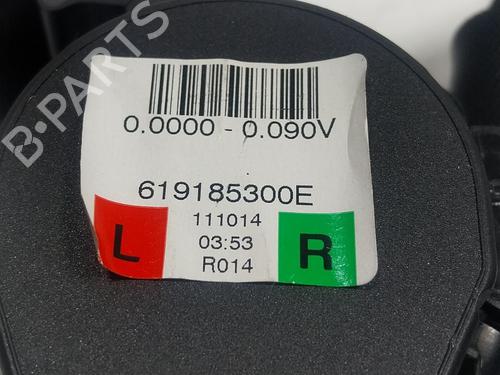 B-PARTS
0.0000 - 0.090V
619185300E
111014
L
03:53
R
R014